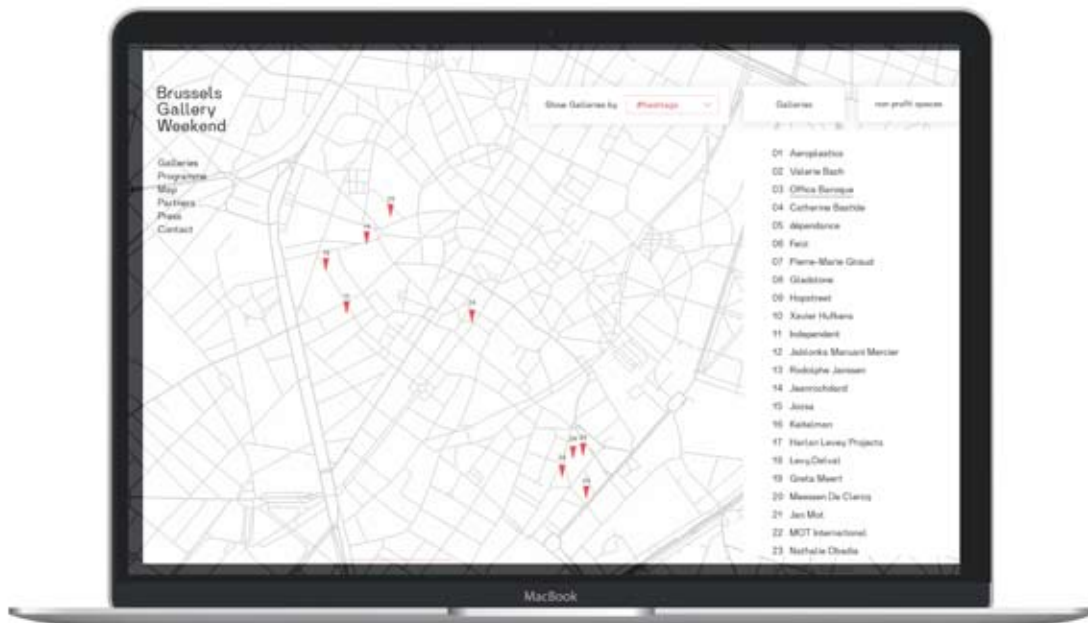 Brussels
Gallery
Weekend
Galleries
Programme
Map
Partners
Press
Contact
Show Galleries by #hashtags
Galleries
non profit spaces
01 Aeroplastics
02 Valerie Bach
03 Office Baroque
04 Catherine Bastide
05 dépendance
06 Feizi
07 Pierre-Marie Giraud
08 Gladstone
09 Hopstreet
10 Xavier Hufkens
11 Independent
12 Jablonka Maruani Mercier
13 Rodolphe Janssen
14 Jeanrochdard
15 Joosa
16 Keitelman
17 Harlan Levey Projects
18 Levy.Delval
19 Greta Meert
20 Meessen De Clercq
21 Jan Mot
22 MOT International
23 Nathalie Obadia
MacBook